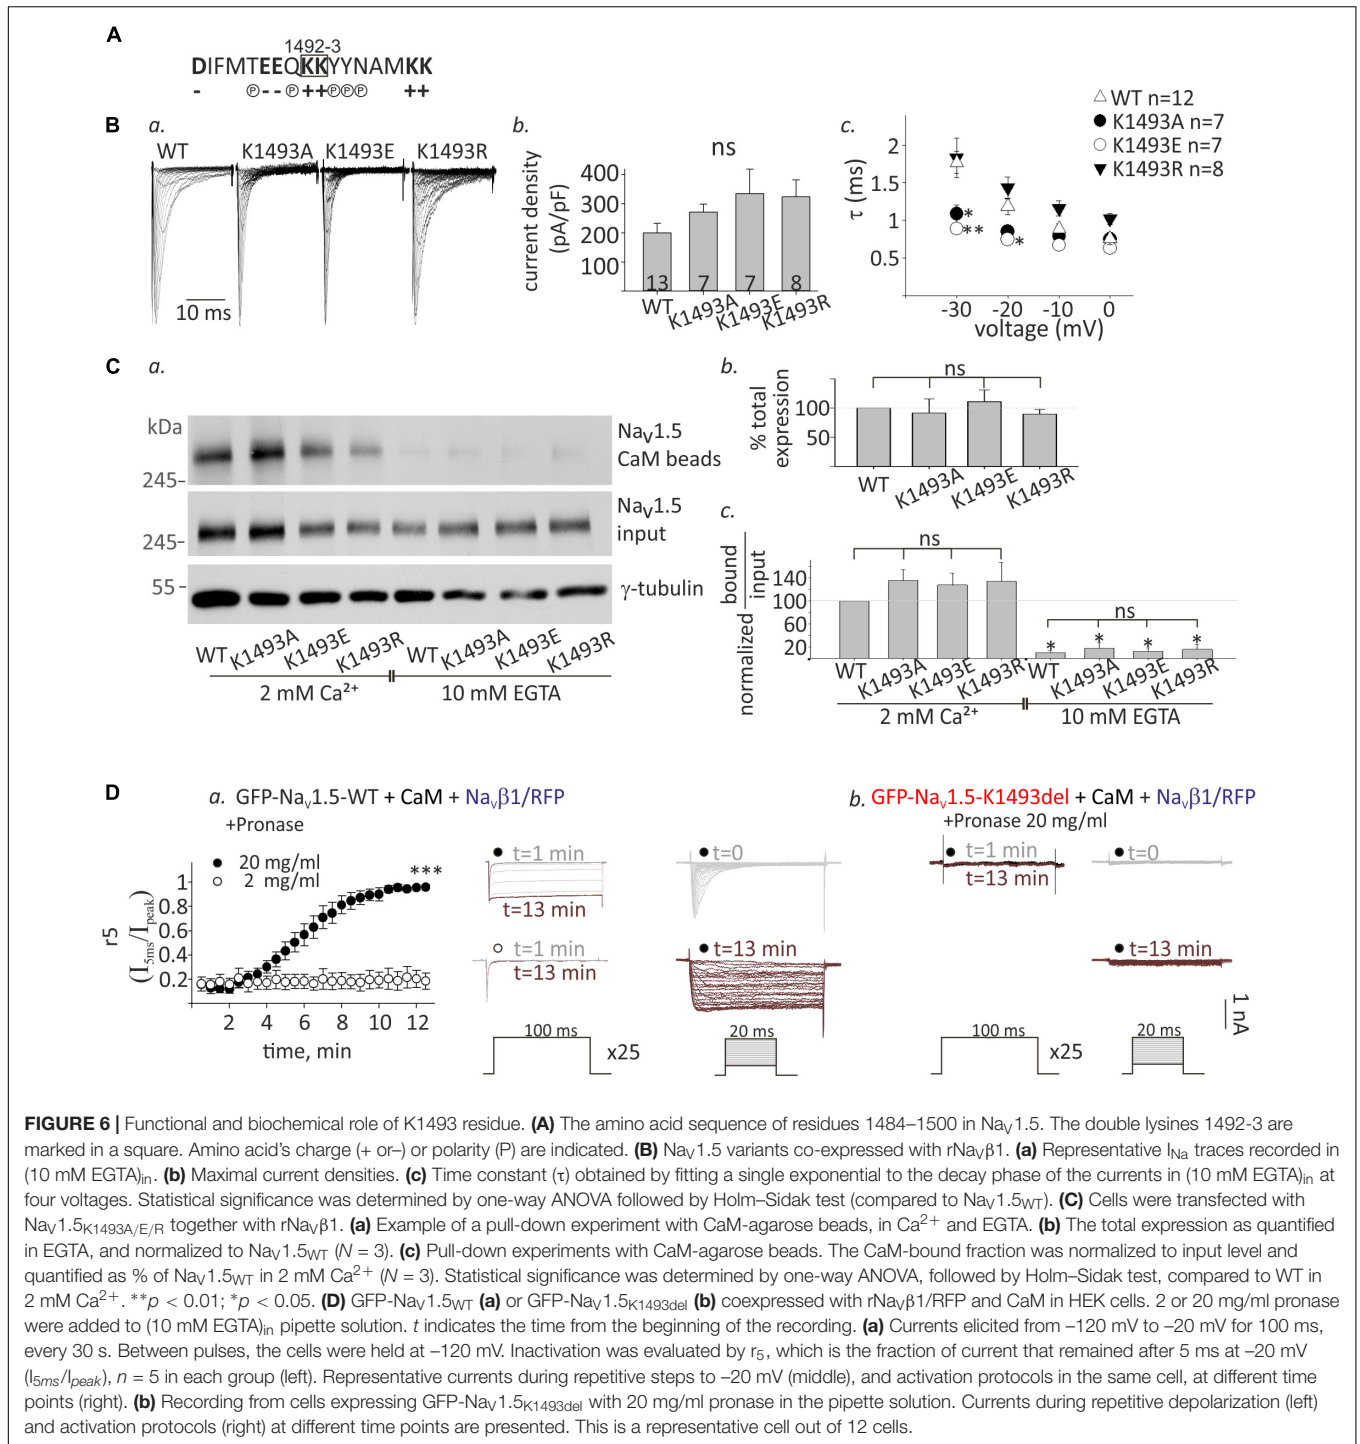 A
1492-3
DIFMTEEQKKYYNAMKK
- Ⓟ-- Ⓟ++ⓅⓅⓅ ++
B
a.
WT K1493A K1493E K1493R
10 ms
b.
ns
current density
(pA/pF)
400
300
200
100
13 7 7 8
WT K1493A K1493E K1493R
c.
△ WT n=12
● K1493A n=7
○ K1493E n=7
▼ K1493R n=8
τ (ms)
2
1.5
1
0.5
*
**
*
-30 -20 -10 0
voltage (mV)
C
a.
kDa
245-
245-
55 -
NaV1.5
CaM beads
NaV1.5
input
γ-tubulin
WT K1493A K1493E K1493R WT K1493A K1493E K1493R
2 mM Ca²⁺ 10 mM EGTA
b.
ns
% total
expression
100
50
WT K1493A K1493E K1493R
c.
normalized
bound
input
140
100
60
20
ns
ns
* * * *
WT K1493A K1493E K1493R WT K1493A K1493E K1493R
2 mM Ca²⁺ 10 mM EGTA
D
a. GFP-NaV1.5-WT + CaM + NaVβ1/RFP
+Pronase
● 20 mg/ml
○ 2 mg/ml
***
r5
(I5ms/Ipeak)
1
0.8
0.6
0.4
0.2
2 4 6 8 10 12
time, min
● t=1 min
t=13 min
○ t=1 min
t=13 min
100 ms
x25
● t=0
● t=13 min
20 ms
b. GFP-NaV1.5-K1493del + CaM + NaVβ1/RFP
+Pronase 20 mg/ml
● t=1 min
t=13 min
● t=0
● t=13 min
1 nA
100 ms
x25
20 ms
FIGURE 6 | Functional and biochemical role of K1493 residue. (A) The amino acid sequence of residues 1484–1500 in NaV1.5. The double lysines 1492-3 are
marked in a square. Amino acid's charge (+ or–) or polarity (P) are indicated. (B) NaV1.5 variants co-expressed with rNaVβ1. (a) Representative INa traces recorded in
(10 mM EGTA)in. (b) Maximal current densities. (c) Time constant (τ) obtained by fitting a single exponential to the decay phase of the currents in (10 mM EGTA)in at
four voltages. Statistical significance was determined by one-way ANOVA followed by Holm–Sidak test (compared to NaV1.5WT). (C) Cells were transfected with
NaV1.5K1493A/E/R together with rNaVβ1. (a) Example of a pull-down experiment with CaM-agarose beads, in Ca²⁺ and EGTA. (b) The total expression as quantified
in EGTA, and normalized to NaV1.5WT (N = 3). (c) Pull-down experiments with CaM-agarose beads. The CaM-bound fraction was normalized to input level and
quantified as % of NaV1.5WT in 2 mM Ca²⁺ (N = 3). Statistical significance was determined by one-way ANOVA, followed by Holm–Sidak test, compared to WT in
2 mM Ca²⁺. **p < 0.01; *p < 0.05. (D) GFP-NaV1.5WT (a) or GFP-NaV1.5K1493del (b) coexpressed with rNaVβ1/RFP and CaM in HEK cells. 2 or 20 mg/ml pronase
were added to (10 mM EGTA)in pipette solution. t indicates the time from the beginning of the recording. (a) Currents elicited from –120 mV to –20 mV for 100 ms,
every 30 s. Between pulses, the cells were held at –120 mV. Inactivation was evaluated by r5, which is the fraction of current that remained after 5 ms at –20 mV
(I5ms/Ipeak), n = 5 in each group (left). Representative currents during repetitive steps to –20 mV (middle), and activation protocols in the same cell, at different time
points (right). (b) Recording from cells expressing GFP-NaV1.5K1493del with 20 mg/ml pronase in the pipette solution. Currents during repetitive depolarization (left)
and activation protocols (right) at different time points are presented. This is a representative cell out of 12 cells.